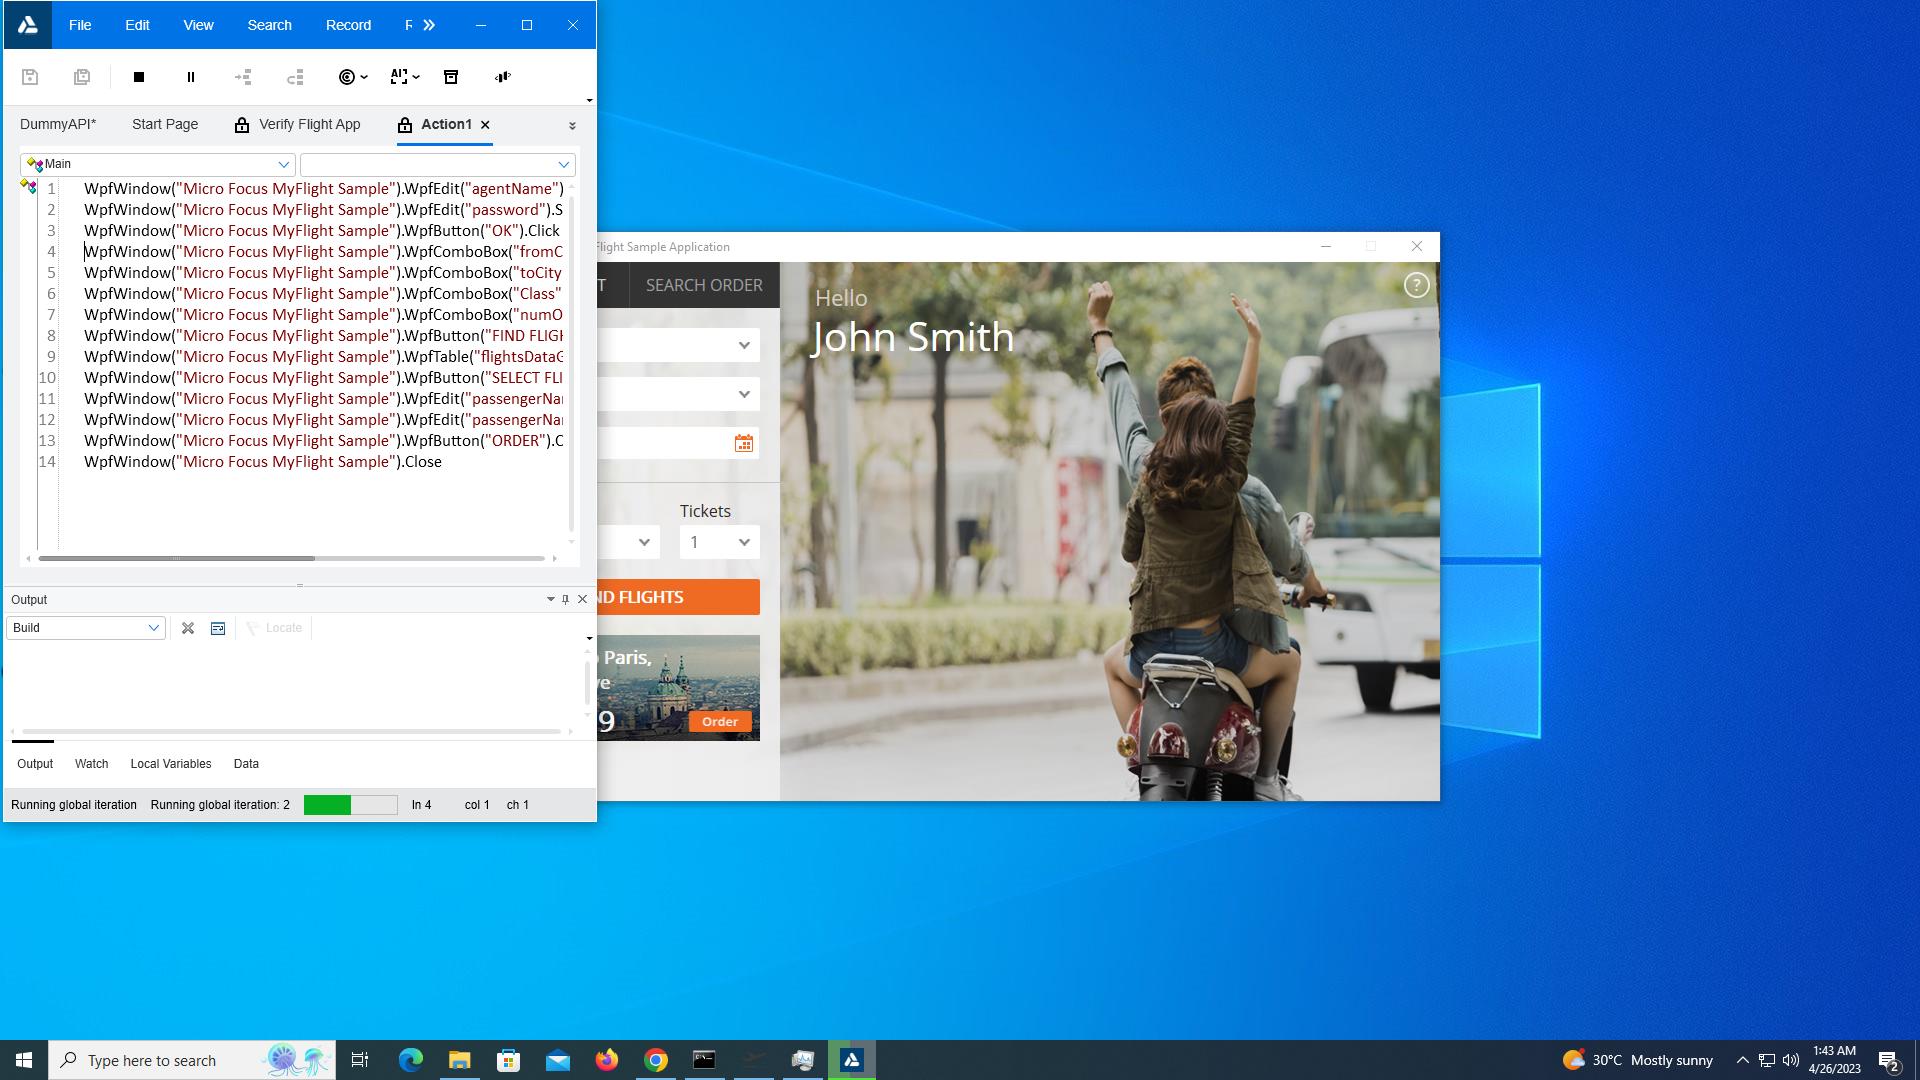 File Edit View Search Record
DummyAPI* Start Page Verify Flight App Action1
Main
1 WpfWindow("Micro Focus MyFlight Sample").WpfEdit("agentName")
2 WpfWindow("Micro Focus MyFlight Sample").WpfEdit("password").S
3 WpfWindow("Micro Focus MyFlight Sample").WpfButton("OK").Click
4 WpfWindow("Micro Focus MyFlight Sample").WpfComboBox("fromC
5 WpfWindow("Micro Focus MyFlight Sample").WpfComboBox("toCity
6 WpfWindow("Micro Focus MyFlight Sample").WpfComboBox("Class"
7 WpfWindow("Micro Focus MyFlight Sample").WpfComboBox("numO
8 WpfWindow("Micro Focus MyFlight Sample").WpfButton("FIND FLIGH
9 WpfWindow("Micro Focus MyFlight Sample").WpfTable("flightsDataG
10 WpfWindow("Micro Focus MyFlight Sample").WpfButton("SELECT FLI
11 WpfWindow("Micro Focus MyFlight Sample").WpfEdit("passengerNa
12 WpfWindow("Micro Focus MyFlight Sample").WpfEdit("passengerNa
13 WpfWindow("Micro Focus MyFlight Sample").WpfButton("ORDER").C
14 WpfWindow("Micro Focus MyFlight Sample").Close
Output
Build Locate
Output Watch Local Variables Data
Running global iteration Running global iteration: 2 ln 4 col 1 ch 1
Flight Sample Application
T SEARCH ORDER
Hello
John Smith
Tickets
1
ND FLIGHTS
Paris,
ve
9 Order
Type here to search
30°C Mostly sunny
1:43 AM
4/26/2023
2